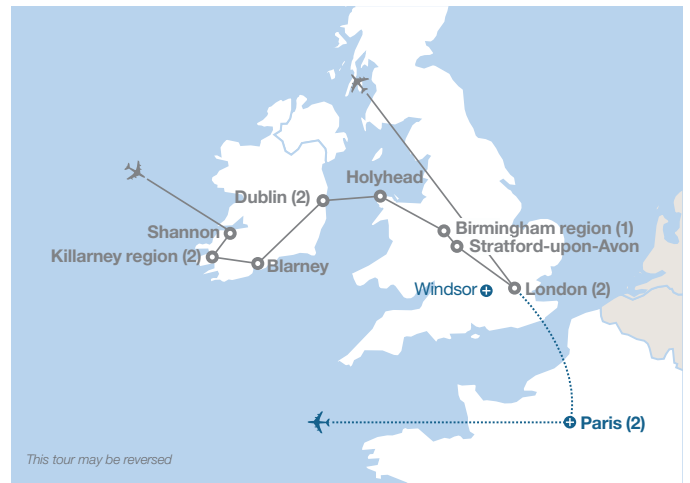 Holyhead
Dublin (2)
Shannon
Birmingham region (1)
Stratford-upon-Avon
Killarney region (2)
Blarney
Windsor
London (2)
Paris (2)
This tour may be reversed